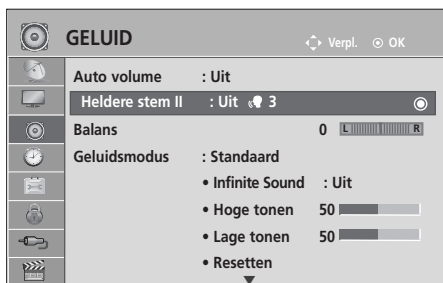 GELUID Verpl. OK
Auto volume : Uit
Heldere stem II : Uit 3
Balans 0 L R
Geluidsmodus : Standaard
• Infinite Sound : Uit
• Hoge tonen 50
• Lage tonen 50
• Resetten